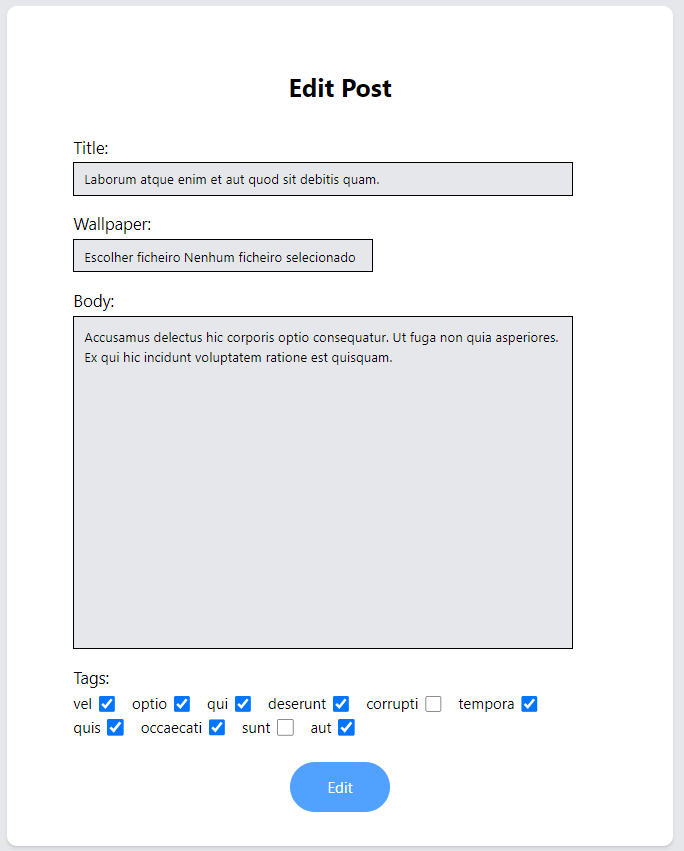 Edit Post
Title:
Laborum atque enim et aut quod sit debitis quam.
Wallpaper:
Escolher ficheiro Nenhum ficheiro selecionado
Body:
Accusamus delectus hic corporis optio consequatur. Ut fuga non quia asperiores.
Ex qui hic incidunt voluptatem ratione est quisquam.
Tags:
vel optio qui deserunt corrupti tempora
quis occaecati sunt aut
Edit